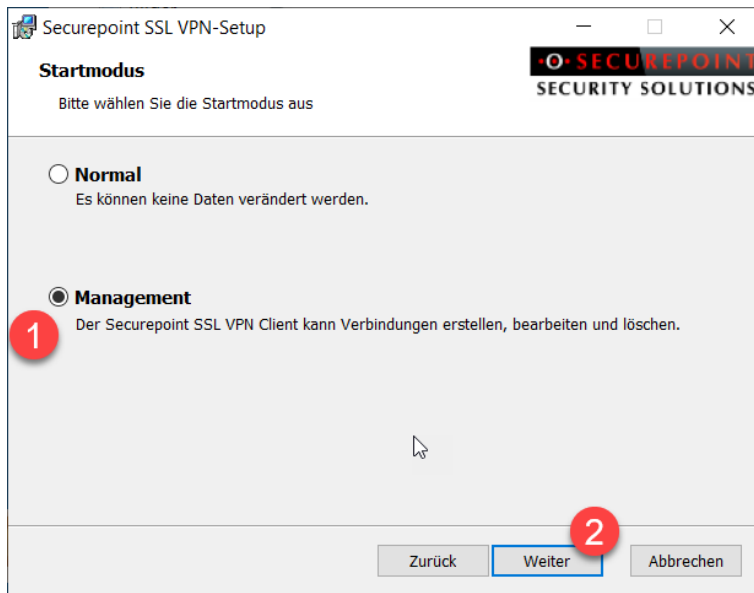 Securepoint SSL VPN-Setup
Startmodus
Bitte wählen Sie die Startmodus aus
SECUREPOINT
SECURITY SOLUTIONS
Normal
Es können keine Daten verändert werden.
Management
1
Der Securepoint SSL VPN Client kann Verbindungen erstellen, bearbeiten und löschen.
2
Zurück
Weiter
Abbrechen